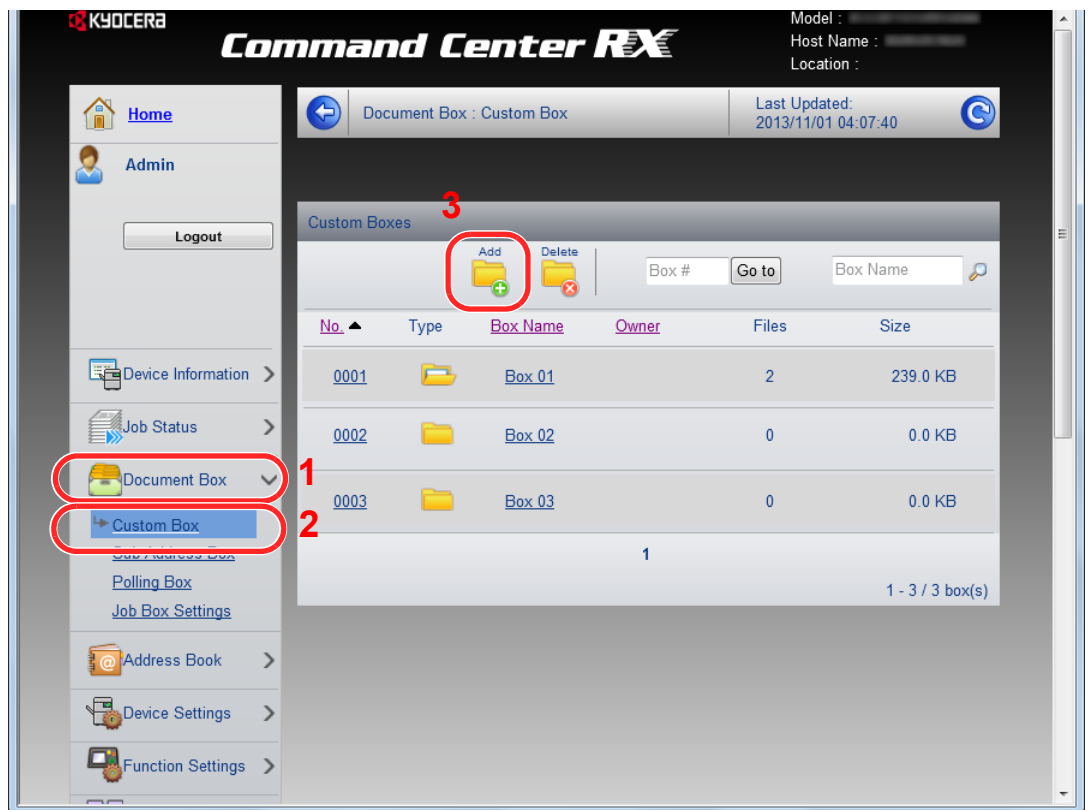 KYOCERA
Command Center RX
Model :
Host Name :
Location :
Home
Admin
Logout
Device Information
Job Status
Document Box
1
Custom Box
2
Sub Address Box
Polling Box
Job Box Settings
Address Book
Device Settings
Function Settings
Document Box : Custom Box
Last Updated:
2013/11/01 04:07:40
3
Custom Boxes
Add Delete
Box # Go to Box Name
No. Type Box Name Owner Files Size
0001 Box 01 2 239.0 KB
0002 Box 02 0 0.0 KB
0003 Box 03 0 0.0 KB
1
1 - 3 / 3 box(s)